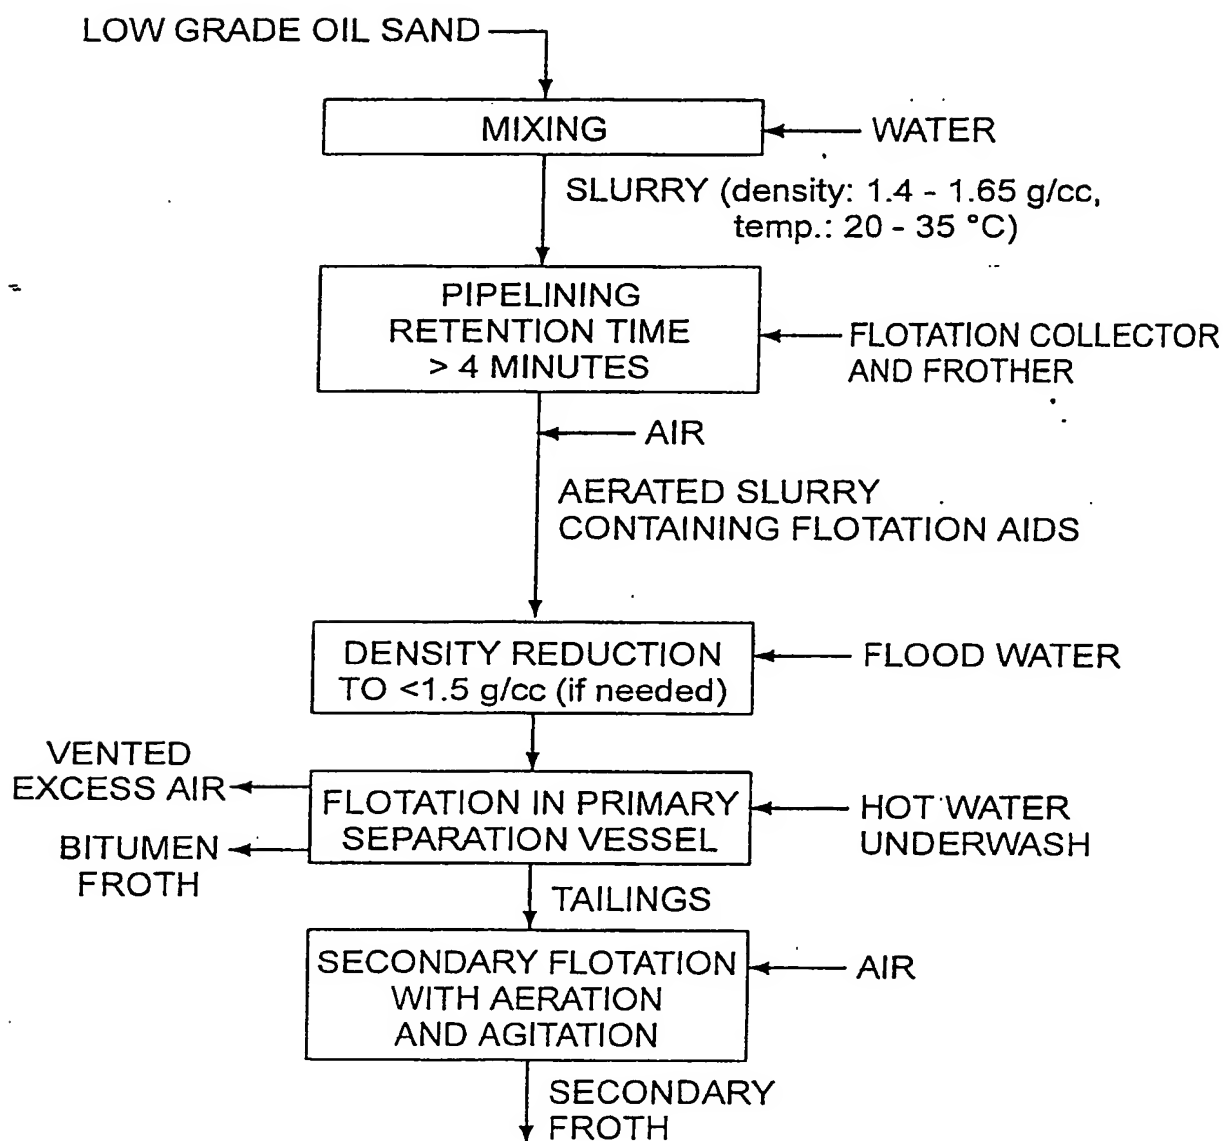 LOW GRADE OIL SAND
MIXING
WATER
SLURRY (density: 1.4 - 1.65 g/cc,
temp.: 20 - 35 °C)
PIPELINING
RETENTION TIME
> 4 MINUTES
FLOTATION COLLECTOR
AND FROTHER
AIR
AERATED SLURRY
CONTAINING FLOTATION AIDS
DENSITY REDUCTION
TO <1.5 g/cc (if needed)
FLOOD WATER
VENTED
EXCESS AIR
FLOTATION IN PRIMARY
SEPARATION VESSEL
HOT WATER
UNDERWASH
BITUMEN
FROTH
TAILINGS
SECONDARY FLOTATION
WITH AERATION
AND AGITATION
AIR
SECONDARY
FROTH